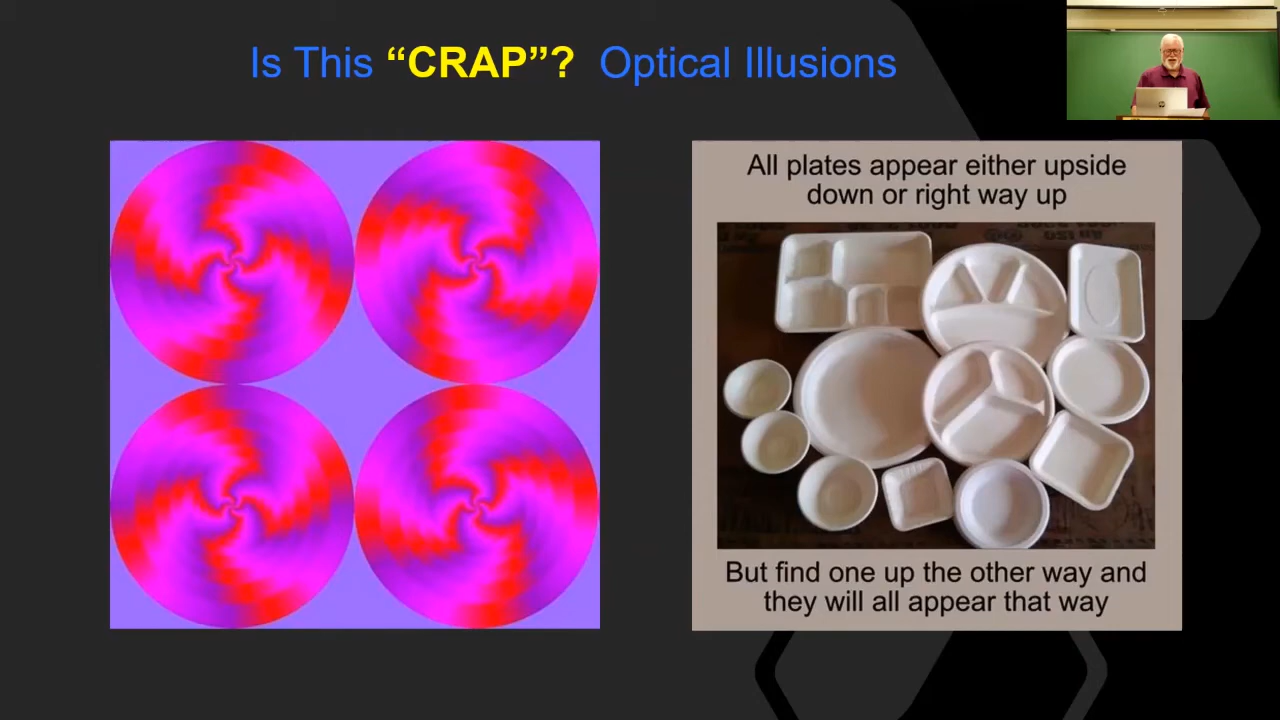 Is This “CRAP”? Optical Illusions
All plates appear either upside
down or right way up
But find one up the other way and
they will all appear that way